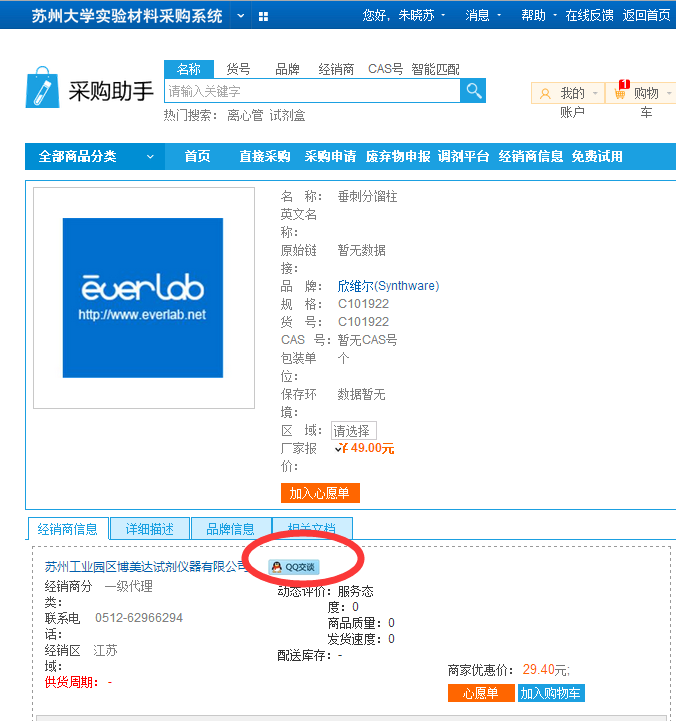 苏州大学实验材料采购系统 您好，朱晓苏 消息 帮助 在线反馈 返回首页
名称 货号 品牌 经销商 CAS号 智能匹配
采购助手
请输入关键字
热门搜索： 离心管 试剂盒
我的账户
1
购物车
全部商品分类 首页 直接采购 采购申请 废弃物申报 调剂平台 经销商信息 免费试用
ēverlab
http://www.everlab.net
名 称： 垂刺分馏柱
英文名称：
原始链接： 暂无数据
品 牌： 欣维尔(Synthware)
规 格： C101922
货 号： C101922
CAS 号： 暂无CAS号
包装单位： 个
保存环境： 数据暂无
区 域： 请选择
厂家报价： ￥49.00元
加入心愿单
经销商信息 详细描述 品牌信息 相关文档
苏州工业园区博美达试剂仪器有限公司 QQ交谈
经销商分类： 一级代理
联系电话： 0512-62966294
经销区域： 江苏
供货周期： -
动态评价：服务态度：0
商品质量：0
发货速度：0
配送库存：-
商家优惠价： 29.40元;
心愿单 加入购物车